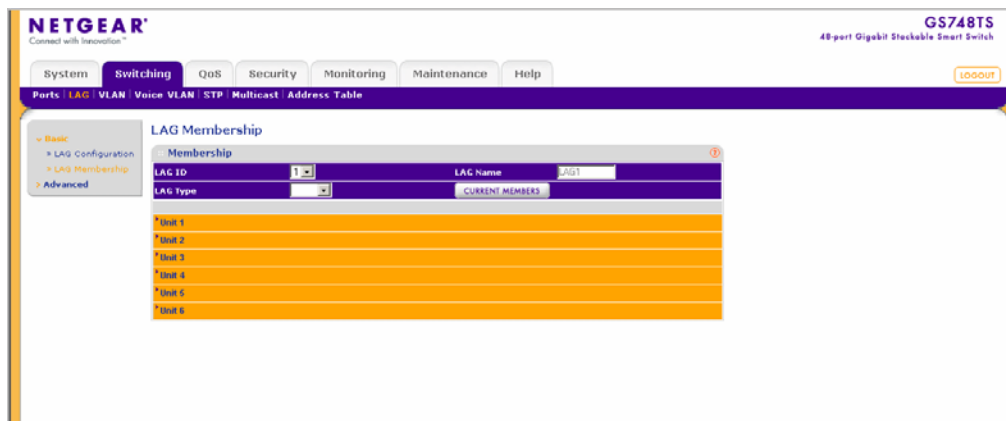 NETGEAR
Connect with Innovation™
GS748TS
48-port Gigabit Stackable Smart Switch
System Switching QoS Security Monitoring Maintenance Help LOGOUT
Ports | LAG | VLAN | Voice VLAN | STP | Multicast | Address Table
Basic
LAG Configuration
LAG Membership
Advanced
LAG Membership
Membership
LAG ID 1 LAG Name LAG1
LAG Type CURRENT MEMBERS
Unit 1
Unit 2
Unit 3
Unit 4
Unit 5
Unit 6